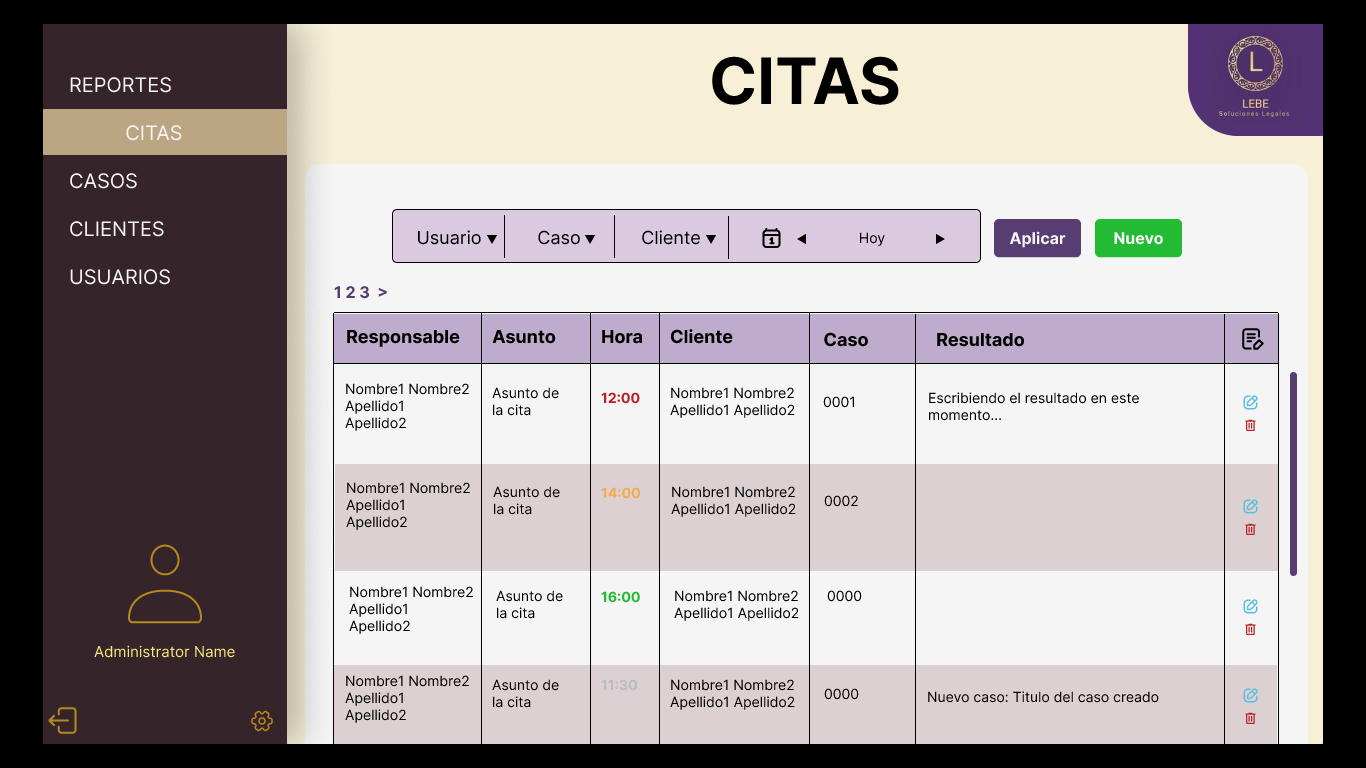 REPORTES
CITAS
CASOS
CLIENTES
USUARIOS
Administrator Name
CITAS
L
LEBE
Soluciones Legales
Usuario ▼ Caso ▼ Cliente ▼ 1 ◀ Hoy ▶ Aplicar Nuevo
1 2 3 >
Responsable Asunto Hora Cliente Caso Resultado
Nombre1 Nombre2
Apellido1
Apellido2
Asunto de
la cita
12:00
Nombre1 Nombre2
Apellido1 Apellido2
0001
Escribiendo el resultado en este
momento...
Nombre1 Nombre2
Apellido1
Apellido2
Asunto de
la cita
14:00
Nombre1 Nombre2
Apellido1 Apellido2
0002
Nombre1 Nombre2
Apellido1
Apellido2
Asunto de
la cita
16:00
Nombre1 Nombre2
Apellido1 Apellido2
0000
Nombre1 Nombre2
Apellido1
Apellido2
Asunto de
la cita
11:30
Nombre1 Nombre2
Apellido1 Apellido2
0000
Nuevo caso: Titulo del caso creado